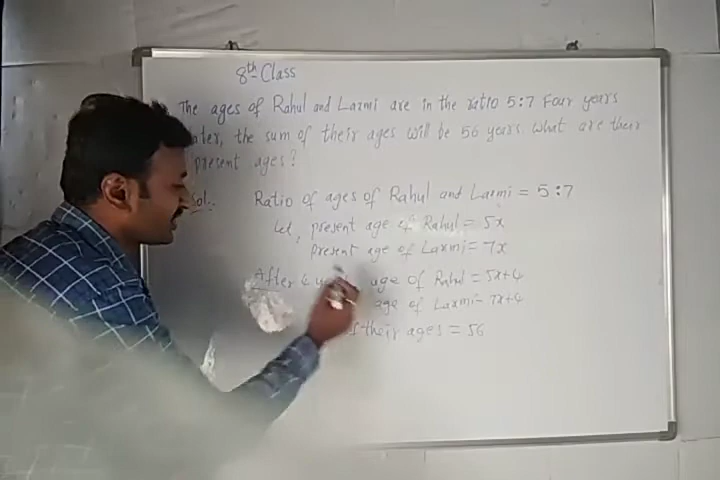 8th Class
The ages of Rahul and Laxmi are in the ratio 5:7 Four years
later, the sum of their ages will be 56 years. What are their
present ages?
Sol:- Ratio of ages of Rahul and Laxmi = 5:7
Let, present age of Rahul = 5x
present age of Laxmi = 7x
After 4 age of Rahul = 5x+4
age of Laxmi = 7x+4
their ages = 56